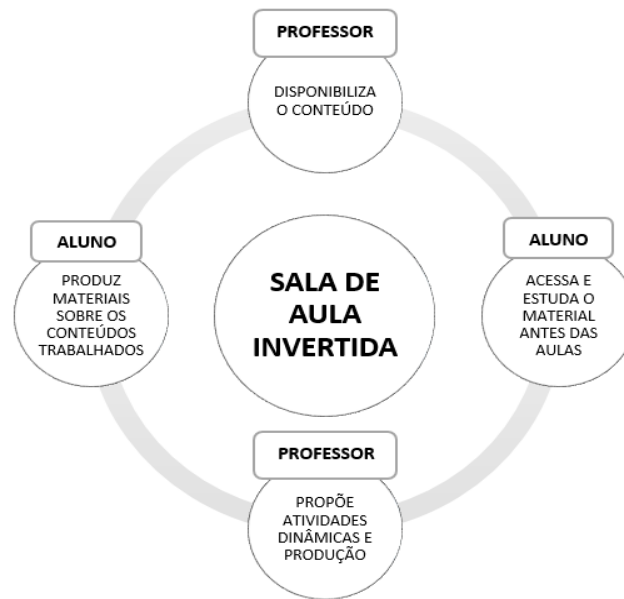 PROFESSOR
DISPONIBILIZA
O CONTEÚDO
ALUNO
ACESSA E
ESTUDA O
MATERIAL
ANTES DAS
AULAS
PROFESSOR
PROPÕE
ATIVIDADES
DINÂMICAS E
PRODUÇÃO
ALUNO
PRODUZ
MATERIAIS
SOBRE OS
CONTEÚDOS
TRABALHADOS
SALA DE
AULA
INVERTIDA